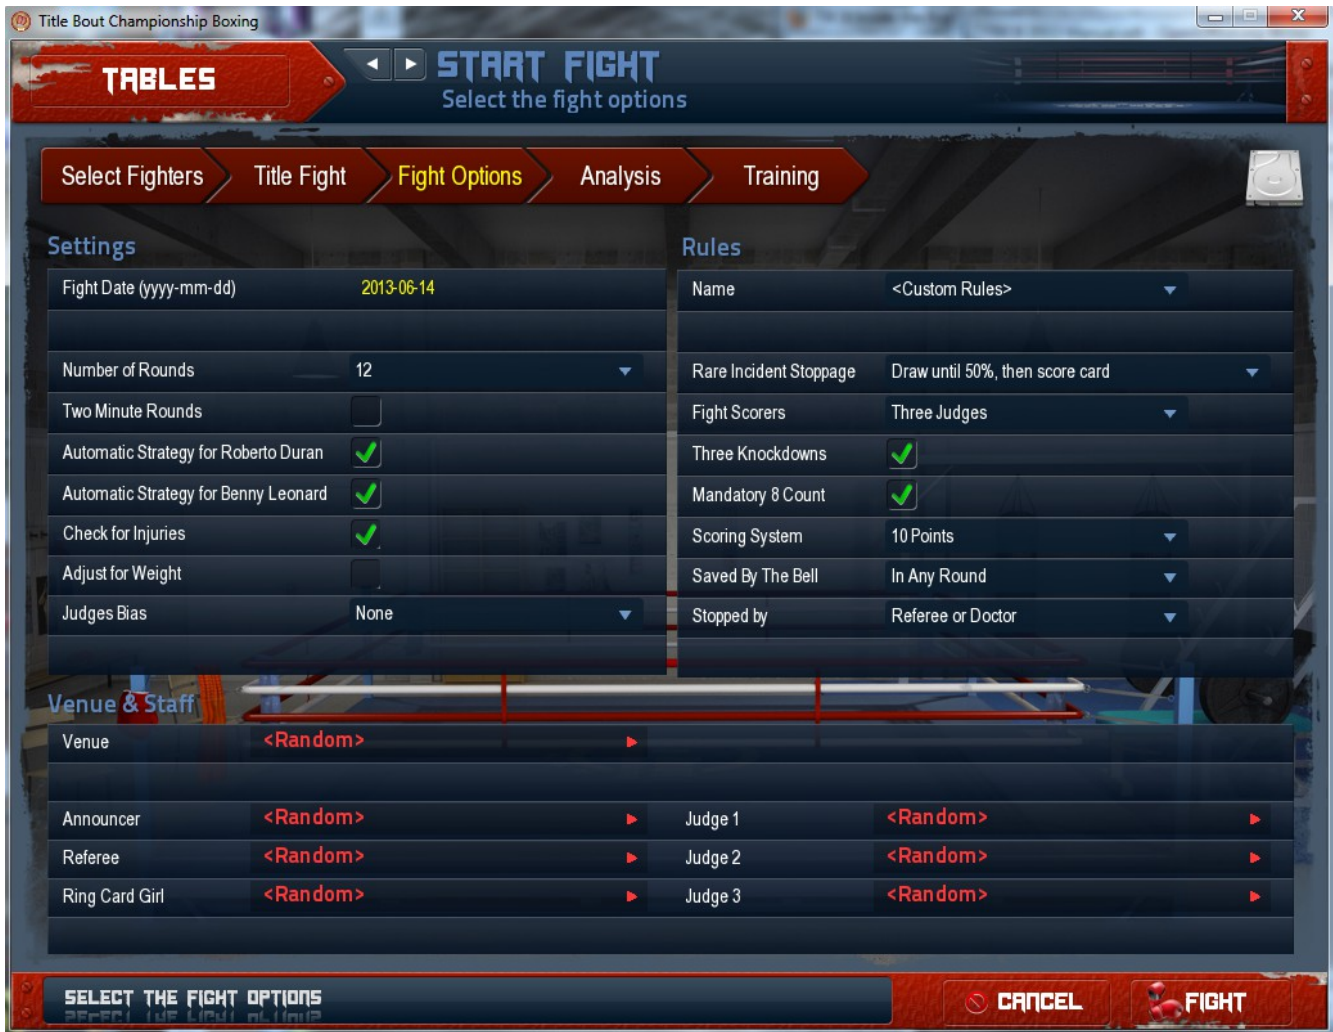 Title Bout Championship Boxing
TABLES
START FIGHT
Select the fight options
Select Fighters
Title Fight
Fight Options
Analysis
Training
Settings
Fight Date (yyyy-mm-dd) 2013-06-14
Number of Rounds 12
Two Minute Rounds
Automatic Strategy for Roberto Duran
Automatic Strategy for Benny Leonard
Check for Injuries
Adjust for Weight
Judges Bias None
Rules
Name <Custom Rules>
Rare Incident Stoppage Draw until 50%, then score card
Fight Scorers Three Judges
Three Knockdowns
Mandatory 8 Count
Scoring System 10 Points
Saved By The Bell In Any Round
Stopped by Referee or Doctor
Venue & Staff
Venue <Random>
Announcer <Random> Judge 1 <Random>
Referee <Random> Judge 2 <Random>
Ring Card Girl <Random> Judge 3 <Random>
SELECT THE FIGHT OPTIONS
CANCEL
FIGHT